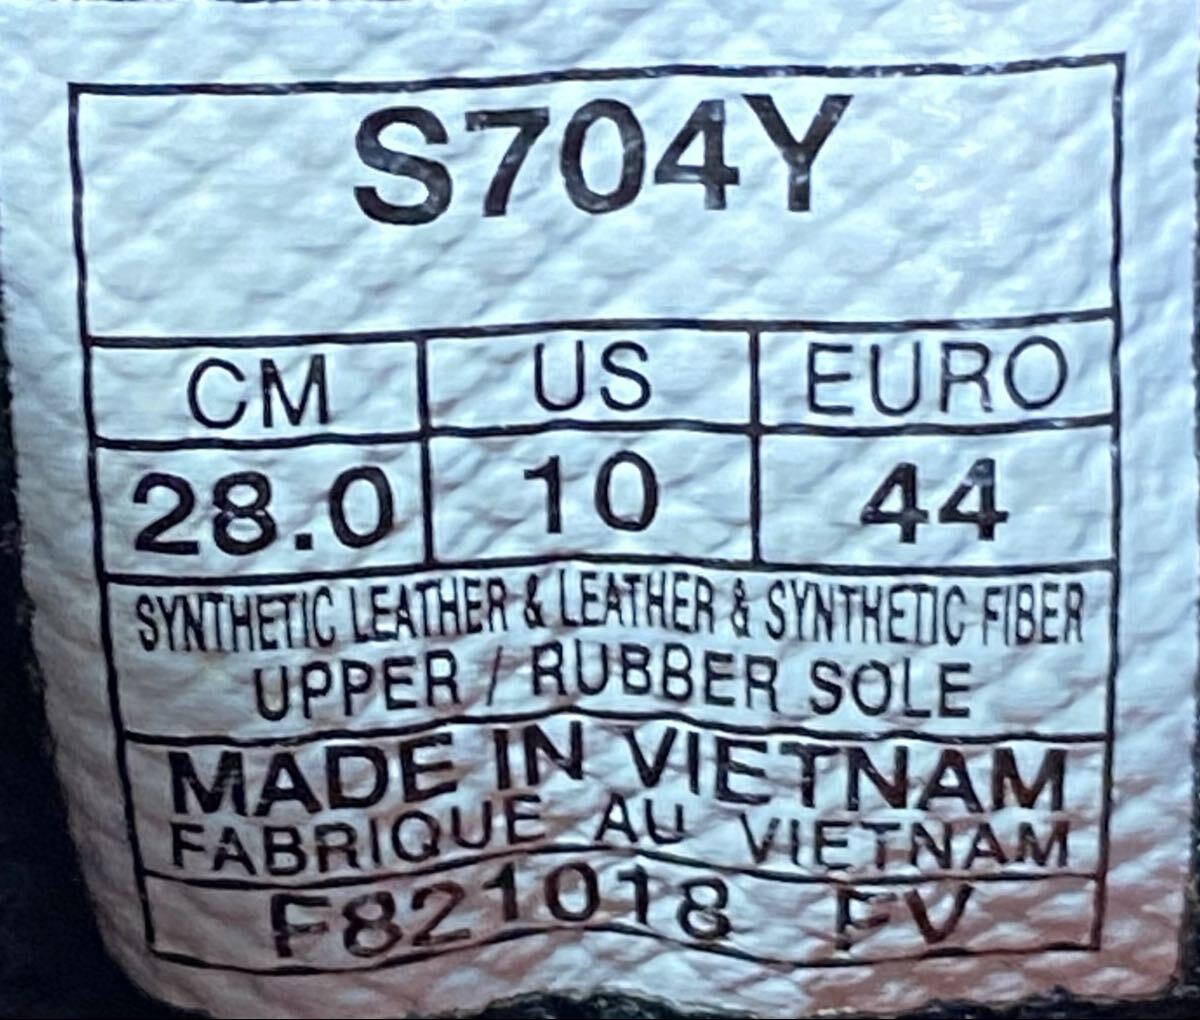 S704Y
CM US EURO
28.0 10 44
SYNTHETIC LEATHER & LEATHER & SYNTHETIC FIBER
UPPER / RUBBER SOLE
MADE IN VIETNAM
FABRIQUE AU VIETNAM
F821018 FV